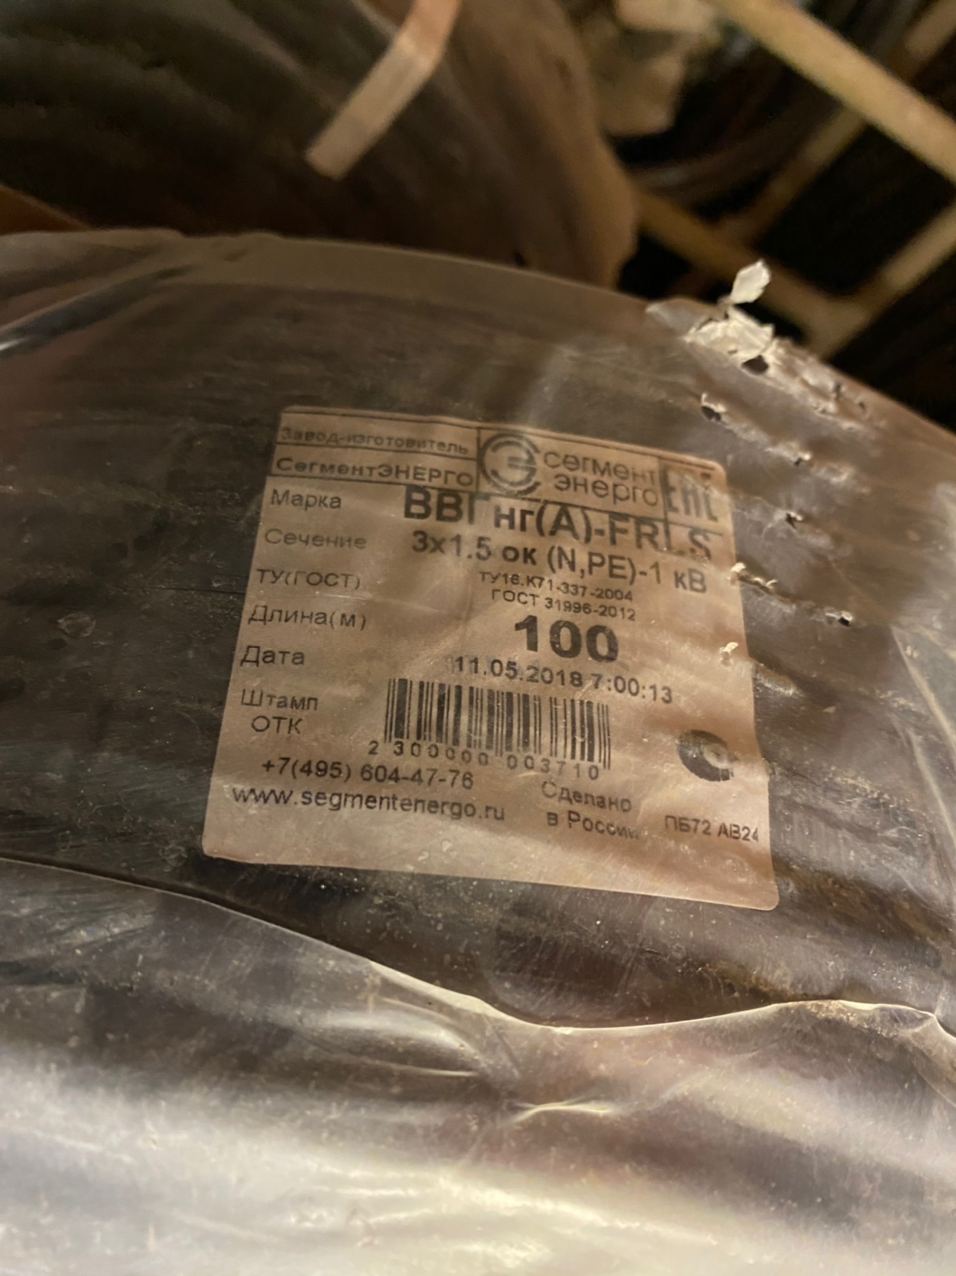 Завод-изготовитель
СегментЭНЕРГО
сегмент
энерго
ЕАС
Марка ВВГнг(А)-FRLS
Сечение 3х1.5 ок (N,PE)-1 кВ
ТУ(ГОСТ) ТУ16.К71-337-2004
ГОСТ 31996-2012
Длина(м) 100
Дата 11.05.2018 7:00:13
Штамп
ОТК
2 300000 003710
+7(495) 604-47-76
www.segmentenergo.ru
Сделано
в России
ПБ72 АВ24